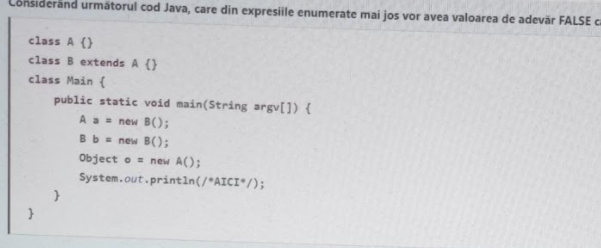 Considerând următorul cod Java, care din expresiile enumerate mai jos vor avea valoarea de adevăr FALSE
class A {}
class B extends A {}
class Main {
public static void main(String argv[]) {
A a = new B();
B b = new B();
Object o = new A();
System.out.println(/*AICI*/);
}
}